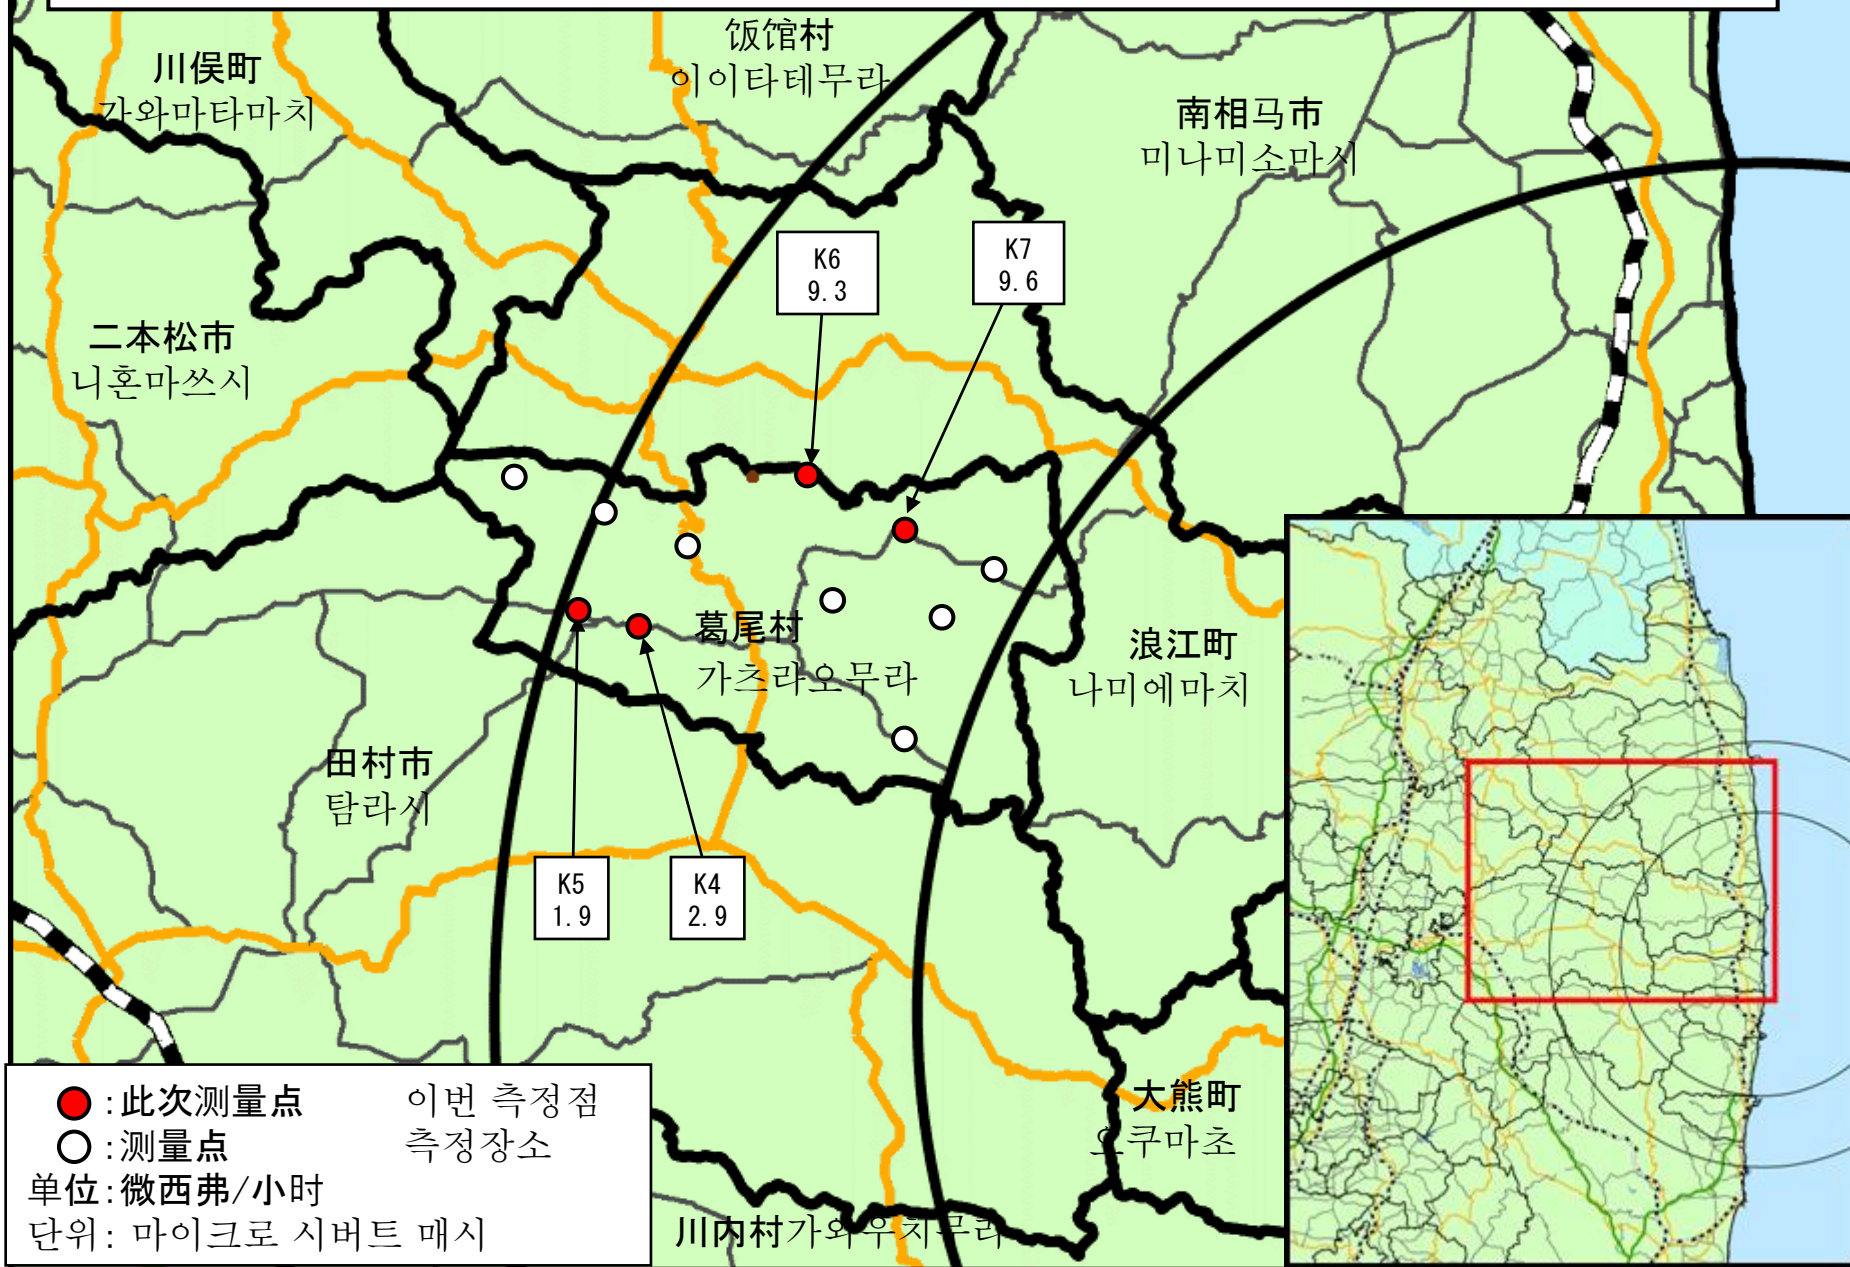 饭馆村
이이타테무라
川俣町
가와마타마치
南相马市
미나미소마시
K6
9.3
K7
9.6
二本松市
니혼마쓰시
葛尾村
가츠라오무라
浪江町
나미에마치
田村市
탐라시
K5
1.9
K4
2.9
大熊町
오쿠마초
川内村가와우치무라
●:此次测量点 이번 측정점
○:测量点 측정장소
单位:微西弗/小时
단위: 마이크로 시버트 매시